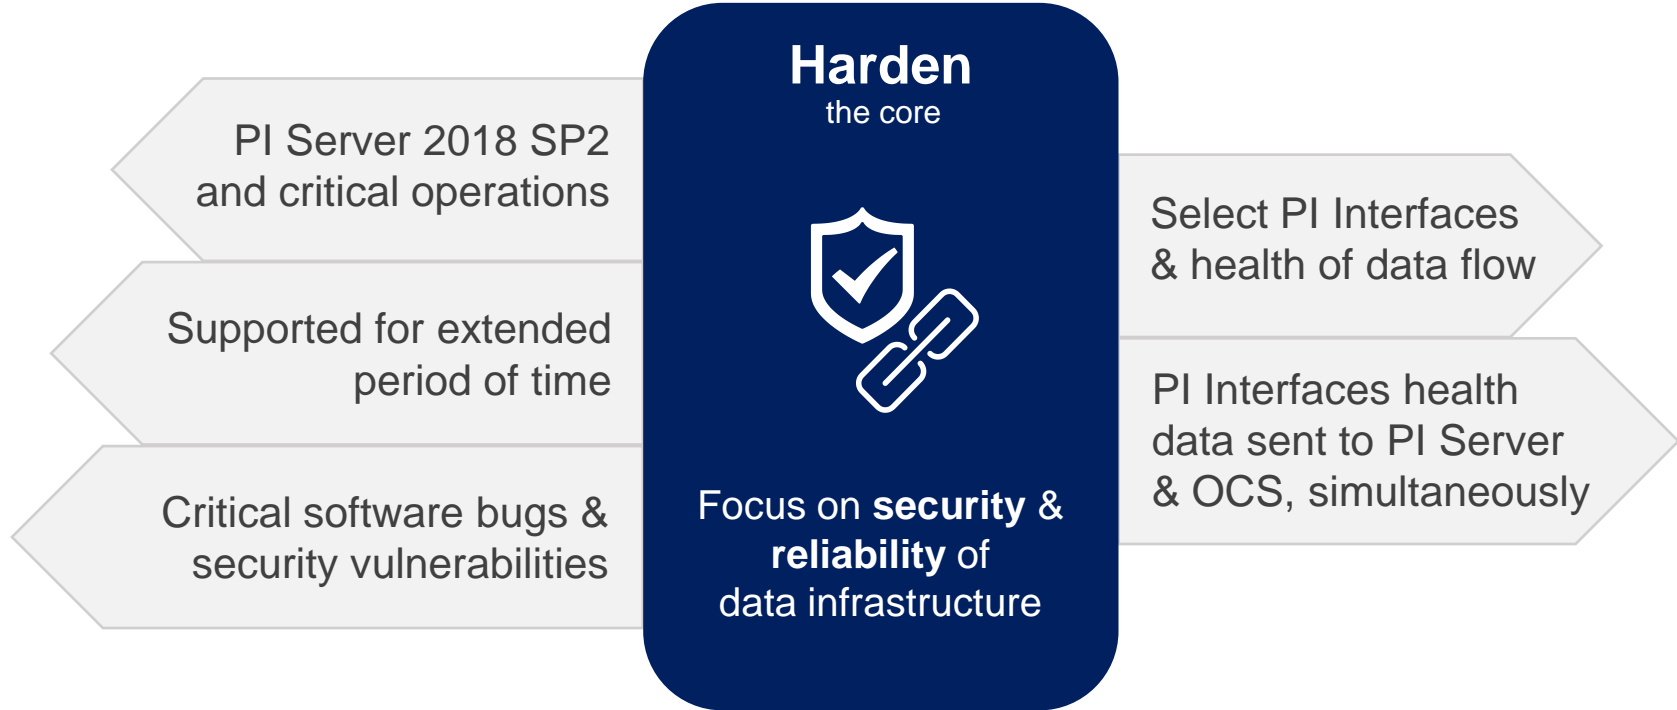 Harden
the core
PI Server 2018 SP2
and critical operations
Supported for extended
period of time
Critical software bugs &
security vulnerabilities
Focus on security &
reliability of
data infrastructure
Select PI Interfaces
& health of data flow
PI Interfaces health
data sent to PI Server
& OCS, simultaneously